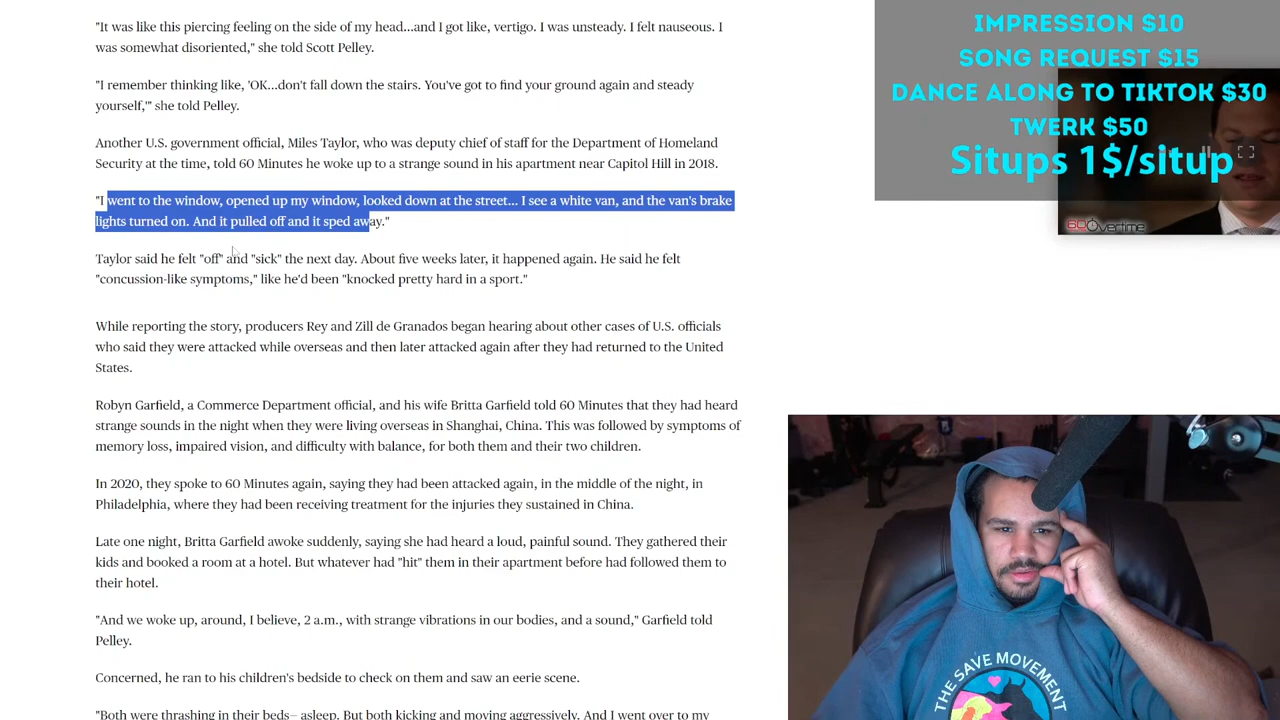 "It was like this piercing feeling on the side of my head...and I got like, vertigo. I was unsteady. I felt nauseous. I
was somewhat disoriented," she told Scott Pelley.
"I remember thinking like, 'OK...don't fall down the stairs. You've got to find your ground again and steady
yourself,'" she told Pelley.
Another U.S. government official, Miles Taylor, who was deputy chief of staff for the Department of Homeland
Security at the time, told 60 Minutes he woke up to a strange sound in his apartment near Capitol Hill in 2018.
"I went to the window, opened up my window, looked down at the street... I see a white van, and the van's brake
lights turned on. And it pulled off and it sped away."
Taylor said he felt "off" and "sick" the next day. About five weeks later, it happened again. He said he felt
"concussion-like symptoms," like he'd been "knocked pretty hard in a sport."
While reporting the story, producers Rey and Zill de Granados began hearing about other cases of U.S. officials
who said they were attacked while overseas and then later attacked again after they had returned to the United
States.
Robyn Garfield, a Commerce Department official, and his wife Britta Garfield told 60 Minutes that they had heard
strange sounds in the night when they were living overseas in Shanghai, China. This was followed by symptoms of
memory loss, impaired vision, and difficulty with balance, for both them and their two children.
In 2020, they spoke to 60 Minutes again, saying they had been attacked again, in the middle of the night, in
Philadelphia, where they had been receiving treatment for the injuries they sustained in China.
Late one night, Britta Garfield awoke suddenly, saying she had heard a loud, painful sound. They gathered their
kids and booked a room at a hotel. But whatever had "hit" them in their apartment before had followed them to
their hotel.
"And we woke up, around, I believe, 2 a.m., with strange vibrations in our bodies, and a sound," Garfield told
Pelley.
Concerned, he ran to his children's bedside to check on them and saw an eerie scene.
"Both were thrashing in their beds— asleep. But both kicking and moving aggressively. And I went over to my
IMPRESSION $10
SONG REQUEST $15
DANCE ALONG TO TIKTOK $30
TWERK $50
Situps 1$/situp
60 Overtime
THE SAVE MOVEMENT